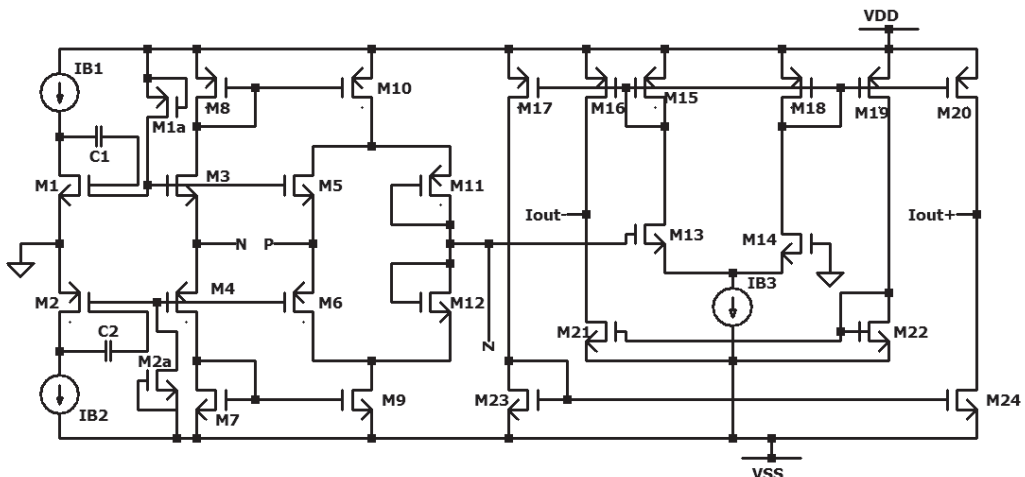 VDD
IB1
M8
M10
M17
M16
M15
M18
M19
M20
M1a
C1
M1
M3
M5
M11
Iout-
Iout+
M13
M14
N
P
IB3
M2
M4
M6
M12
M21
M22
C2
M2a
Z
IB2
M7
M9
M23
M24
VSS